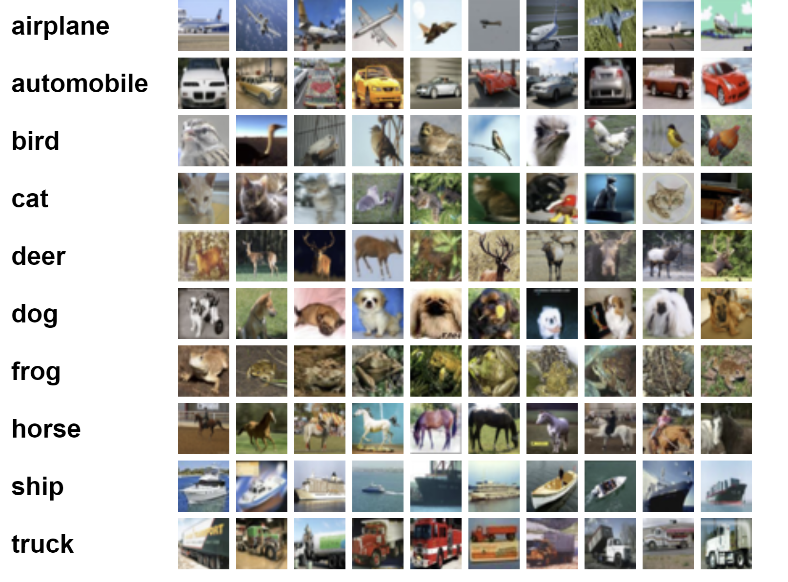 airplane
automobile
bird
cat
deer
dog
frog
horse
ship
truck